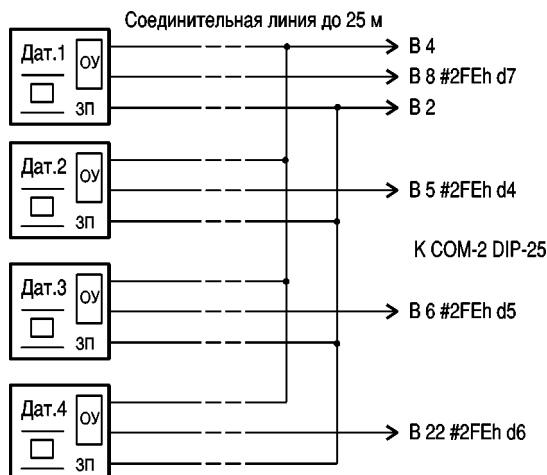 Соединительная линия до 25 м
Дат.1
ОУ
ЗП
В 4
В 8 #2FEh d7
В 2
Дат.2
ОУ
ЗП
В 5 #2FEh d4
К COM-2 DIP-25
Дат.3
ОУ
ЗП
В 6 #2FEh d5
Дат.4
ОУ
ЗП
В 22 #2FEh d6